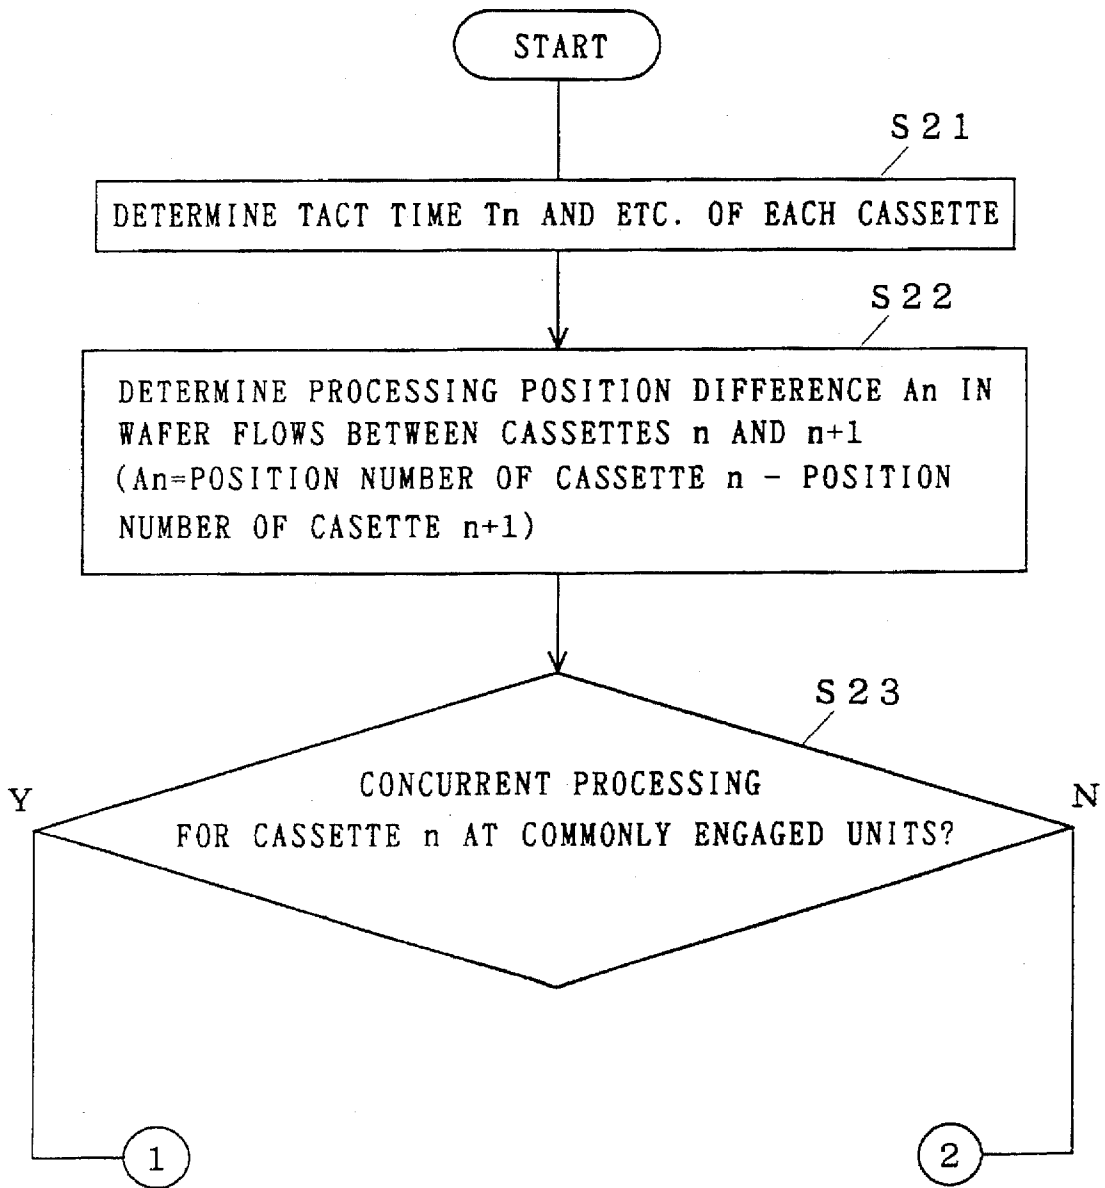 START
S21
DETERMINE TACT TIME Tn AND ETC. OF EACH CASSETTE
S22
DETERMINE PROCESSING POSITION DIFFERENCE An IN
WAFER FLOWS BETWEEN CASSETTES n AND n+1
(An=POSITION NUMBER OF CASSETTE n - POSITION
NUMBER OF CASETTE n+1)
S23
CONCURRENT PROCESSING
FOR CASSETTE n AT COMMONLY ENGAGED UNITS?
Y
N
1
2